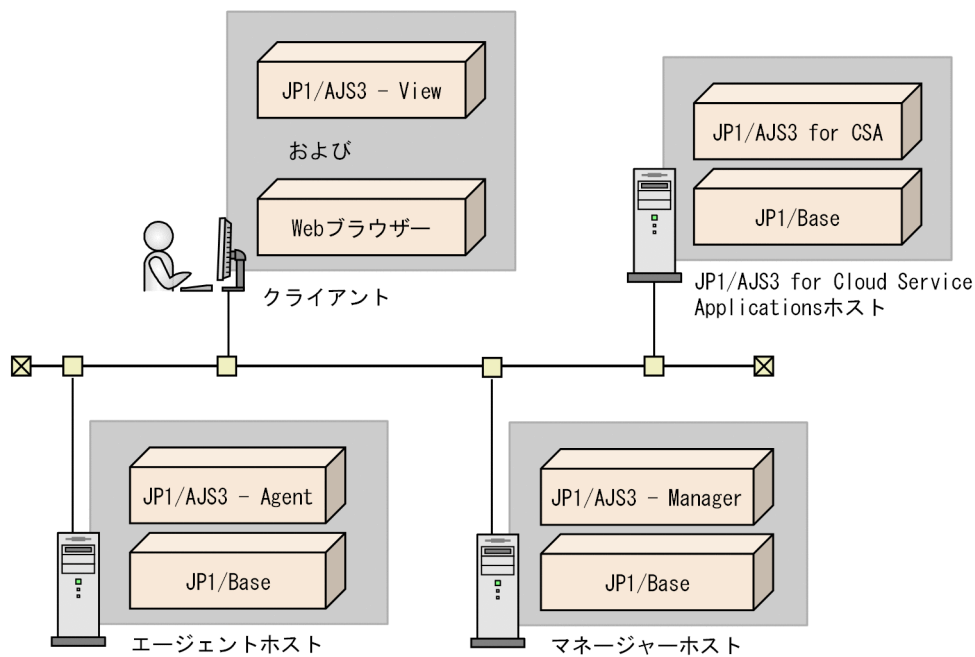 JP1/AJS3 - View
および
Webブラウザー
クライアント
JP1/AJS3 for CSA
JP1/Base
JP1/AJS3 for Cloud Service
Applicationsホスト
JP1/AJS3 - Agent
JP1/Base
エージェントホスト
JP1/AJS3 - Manager
JP1/Base
マネージャーホスト